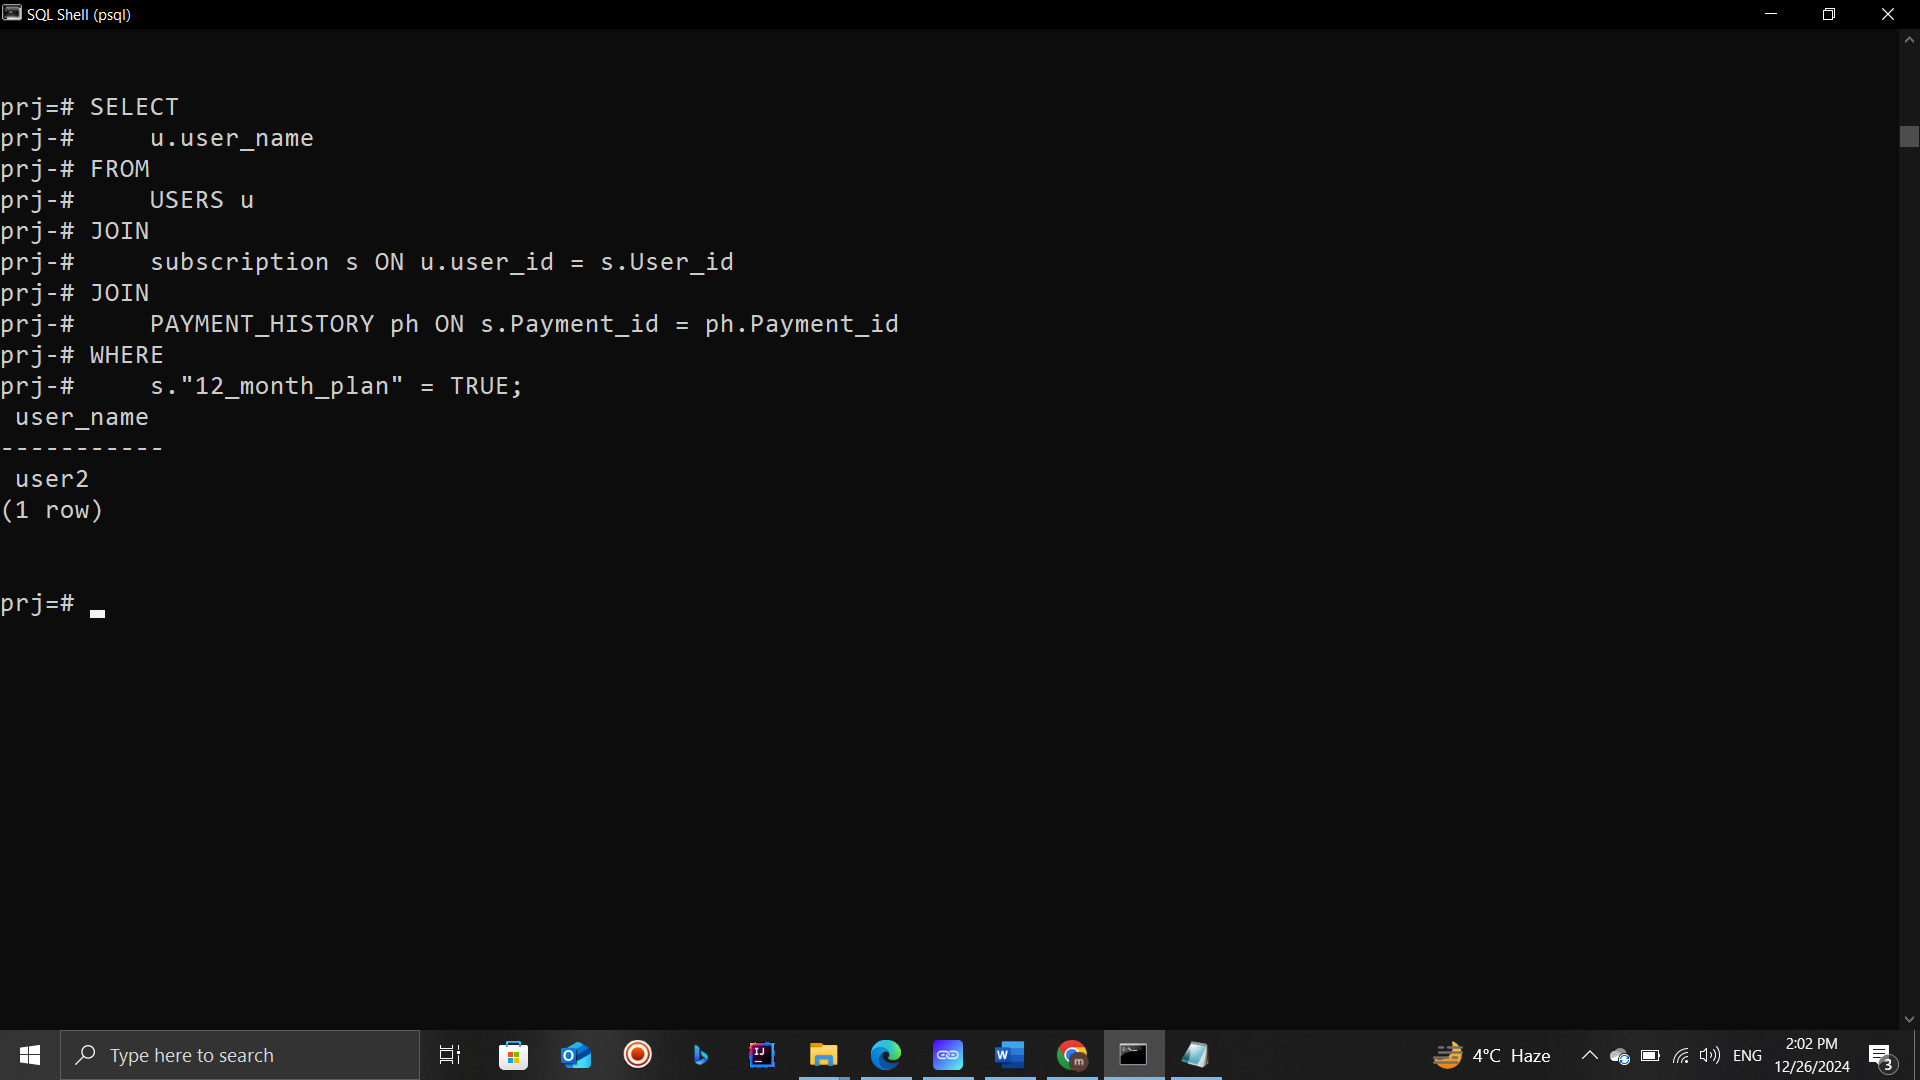 SQL Shell (psql)
prj=# SELECT
prj-#     u.user_name
prj-# FROM
prj-#     USERS u
prj-# JOIN
prj-#     subscription s ON u.user_id = s.User_id
prj-# JOIN
prj-#     PAYMENT_HISTORY ph ON s.Payment_id = ph.Payment_id
prj-# WHERE
prj-#     s."12_month_plan" = TRUE;
 user_name
-----------
 user2
(1 row)
prj=#
Type here to search
4°C Haze
ENG
2:02 PM
12/26/2024
3